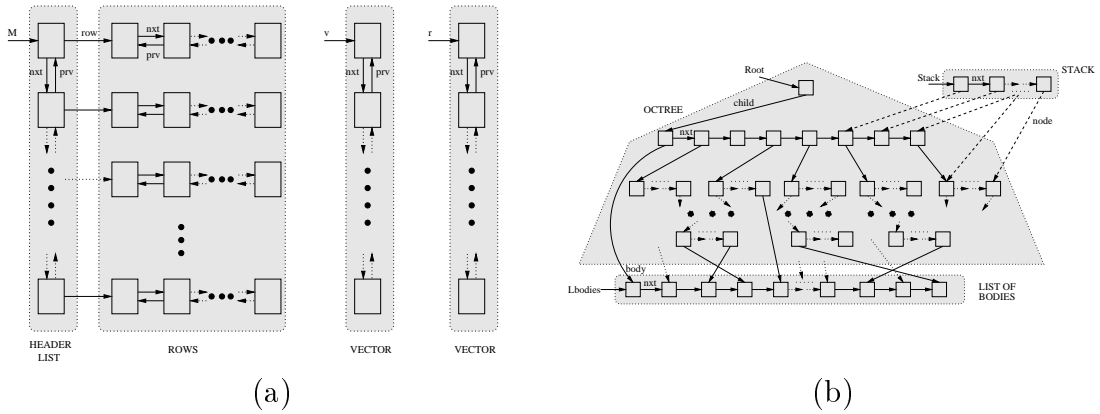 M
row
nxt
prv
nxt
prv
HEADER
LIST
ROWS
v
nxt
prv
VECTOR
r
nxt
prv
VECTOR
(a)
Root
child
OCTREE
nxt
Stack
nxt
STACK
node
body
Lbodies
nxt
LIST OF
BODIES
(b)